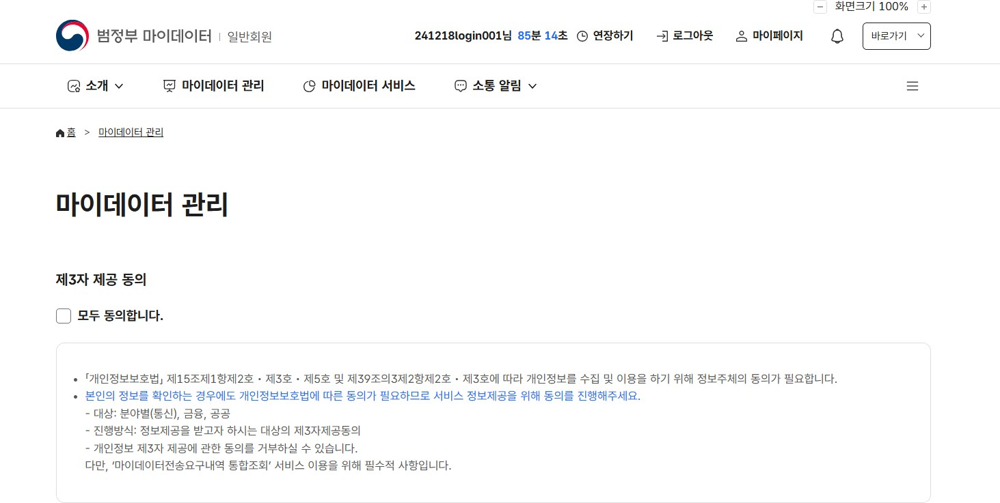 화면크기 100%
범정부 마이데이터 | 일반회원
241218login001님 85분 14초 연장하기 로그아웃 마이페이지 바로가기
소개 마이데이터 관리 마이데이터 서비스 소통 알림
홈 > 마이데이터 관리
마이데이터 관리
제3자 제공 동의
모두 동의합니다.
• 「개인정보보호법」 제15조제1항제2호・제3호・제5호 및 제39조의3제2항제2호・제3호에 따라 개인정보를 수집 및 이용을 하기 위해 정보주체의 동의가 필요합니다.
• 본인의 정보를 확인하는 경우에도 개인정보보호법에 따른 동의가 필요하므로 서비스 정보제공을 위해 동의를 진행해주세요.
- 대상: 분야별(통신), 금융, 공공
- 진행방식: 정보제공을 받고자 하시는 대상의 제3자제공동의
- 개인정보 제3자 제공에 관한 동의를 거부하실 수 있습니다.
다만, ‘마이데이터전송요구내역 통합조회’ 서비스 이용을 위해 필수적 사항입니다.